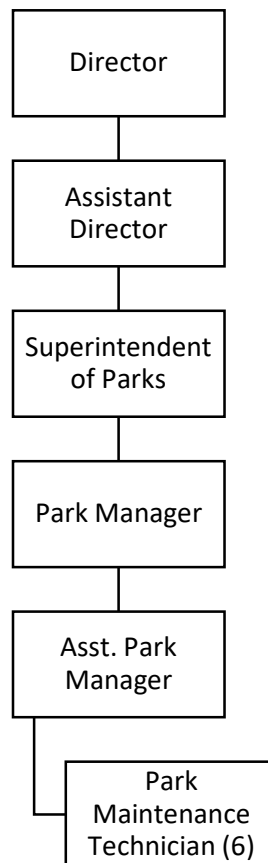 Director
Assistant
Director
Superintendent
of Parks
Park Manager
Asst. Park
Manager
Park
Maintenance
Technician (6)